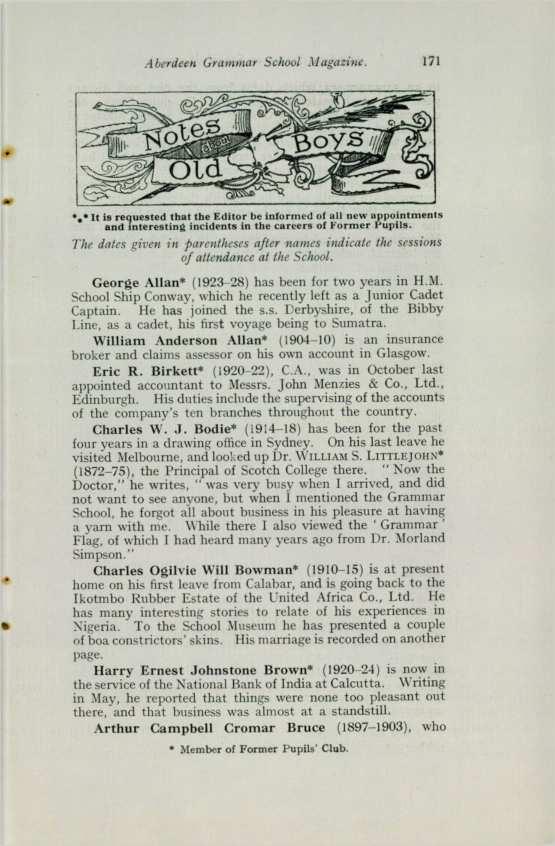 Aberdeen Grammar School Magazine. 171
Notes
about
Old
Boys
*** It is requested that the Editor be informed of all new appointments
and interesting incidents in the careers of Former Pupils.
The dates given in parentheses after names indicate the sessions
of attendance at the School.
George Allan* (1923–28) has been for two years in H.M.
School Ship Conway, which he recently left as a Junior Cadet
Captain. He has joined the s.s. Derbyshire, of the Bibby
Line, as a cadet, his first voyage being to Sumatra.
William Anderson Allan* (1904–10) is an insurance
broker and claims assessor on his own account in Glasgow.
Eric R. Birkett* (1920–22), C.A., was in October last
appointed accountant to Messrs. John Menzies & Co., Ltd.,
Edinburgh. His duties include the supervising of the accounts
of the company's ten branches throughout the country.
Charles W. J. Bodie* (1914–18) has been for the past
four years in a drawing office in Sydney. On his last leave he
visited Melbourne, and looked up Dr. WILLIAM S. LITTLEJOHN*
(1872–75), the Principal of Scotch College there. " Now the
Doctor," he writes, " was very busy when I arrived, and did
not want to see anyone, but when I mentioned the Grammar
School, he forgot all about business in his pleasure at having
a yarn with me. While there I also viewed the ' Grammar '
Flag, of which I had heard many years ago from Dr. Morland
Simpson."
Charles Ogilvie Will Bowman* (1910–15) is at present
home on his first leave from Calabar, and is going back to the
Ikotmbo Rubber Estate of the United Africa Co., Ltd. He
has many interesting stories to relate of his experiences in
Nigeria. To the School Museum he has presented a couple
of boa constrictors' skins. His marriage is recorded on another
page.
Harry Ernest Johnstone Brown* (1920–24) is now in
the service of the National Bank of India at Calcutta. Writing
in May, he reported that things were none too pleasant out
there, and that business was almost at a standstill.
Arthur Campbell Cromar Bruce (1897–1903), who
* Member of Former Pupils' Club.